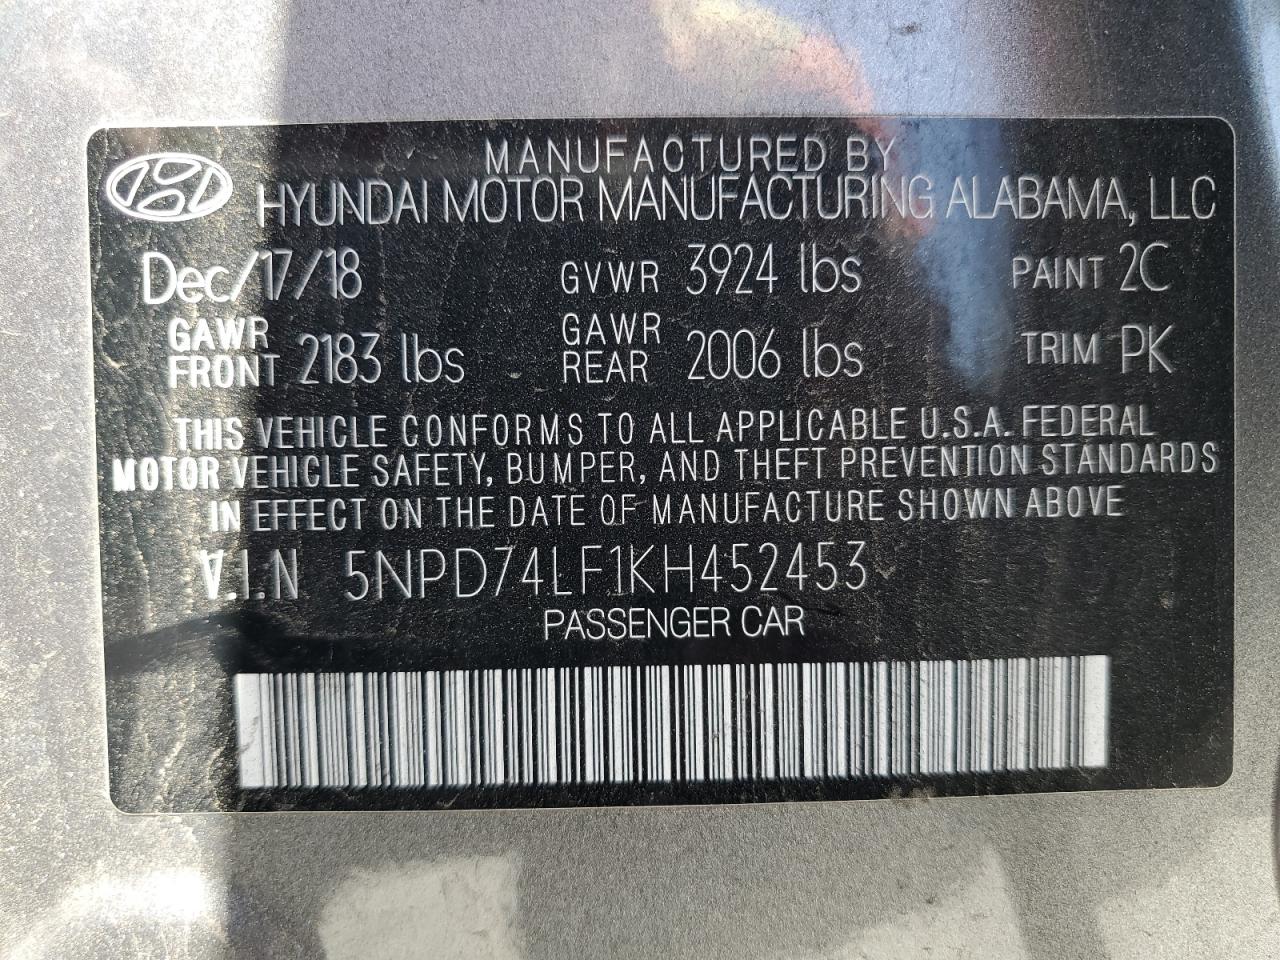 MANUFACTURED BY
HYUNDAI MOTOR MANUFACTURING ALABAMA, LLC
Dec/17/18 GVWR 3924 lbs PAINT 2C
GAWR FRONT 2183 lbs GAWR REAR 2006 lbs TRIM PK
THIS VEHICLE CONFORMS TO ALL APPLICABLE U.S.A. FEDERAL
MOTOR VEHICLE SAFETY, BUMPER, AND THEFT PREVENTION STANDARDS
IN EFFECT ON THE DATE OF MANUFACTURE SHOWN ABOVE
V.I.N 5NPD74LF1KH452453
PASSENGER CAR